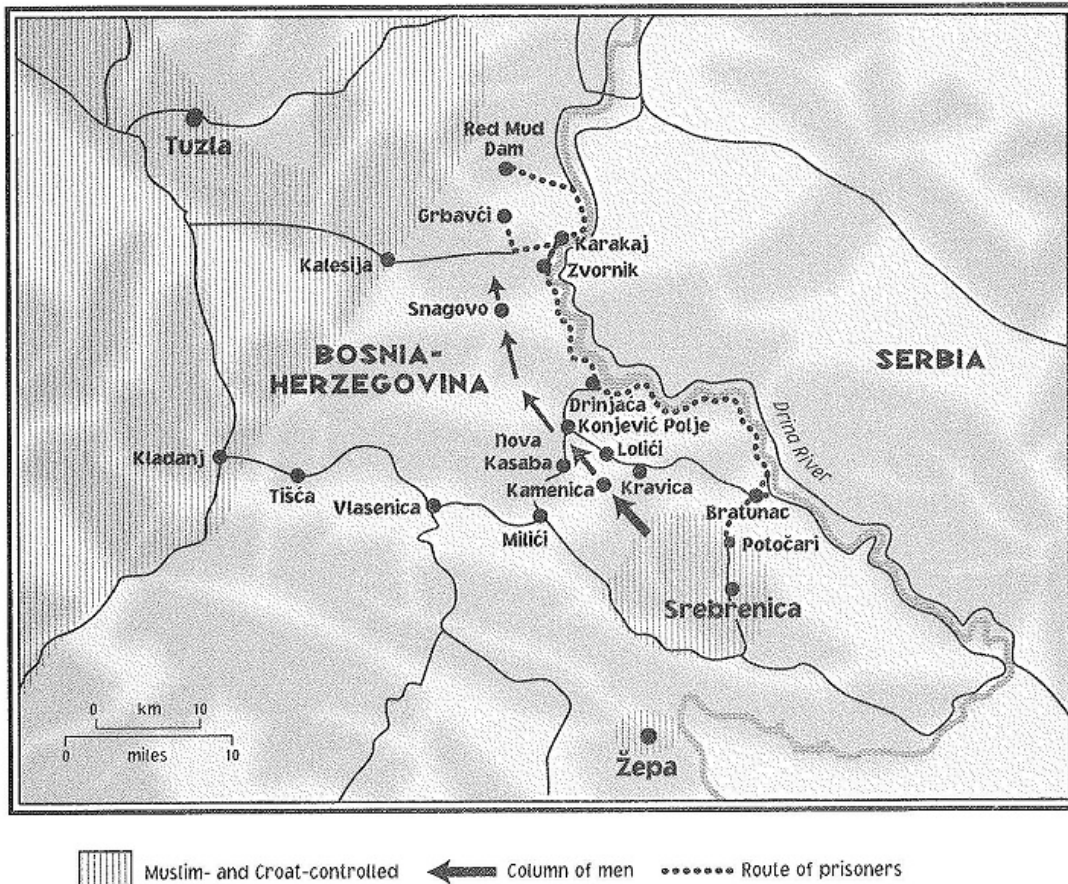 Red Mud
Dam
Tuzla
Grbavći
Karakaj
Kalesija
Zvornik
Snagovo
BOSNIA-
HERZEGOVINA
SERBIA
Drinjaća
Drina River
Konjević Polje
Nova
Kasaba
Lolići
Kladanj
Tišća
Kamenica
Kravica
Vlasenica
Bratunac
Milići
Potočari
Srebrenica
0 km 10
0 miles 10
Žepa
Muslim- and Croat-controlled
Column of men
Route of prisoners